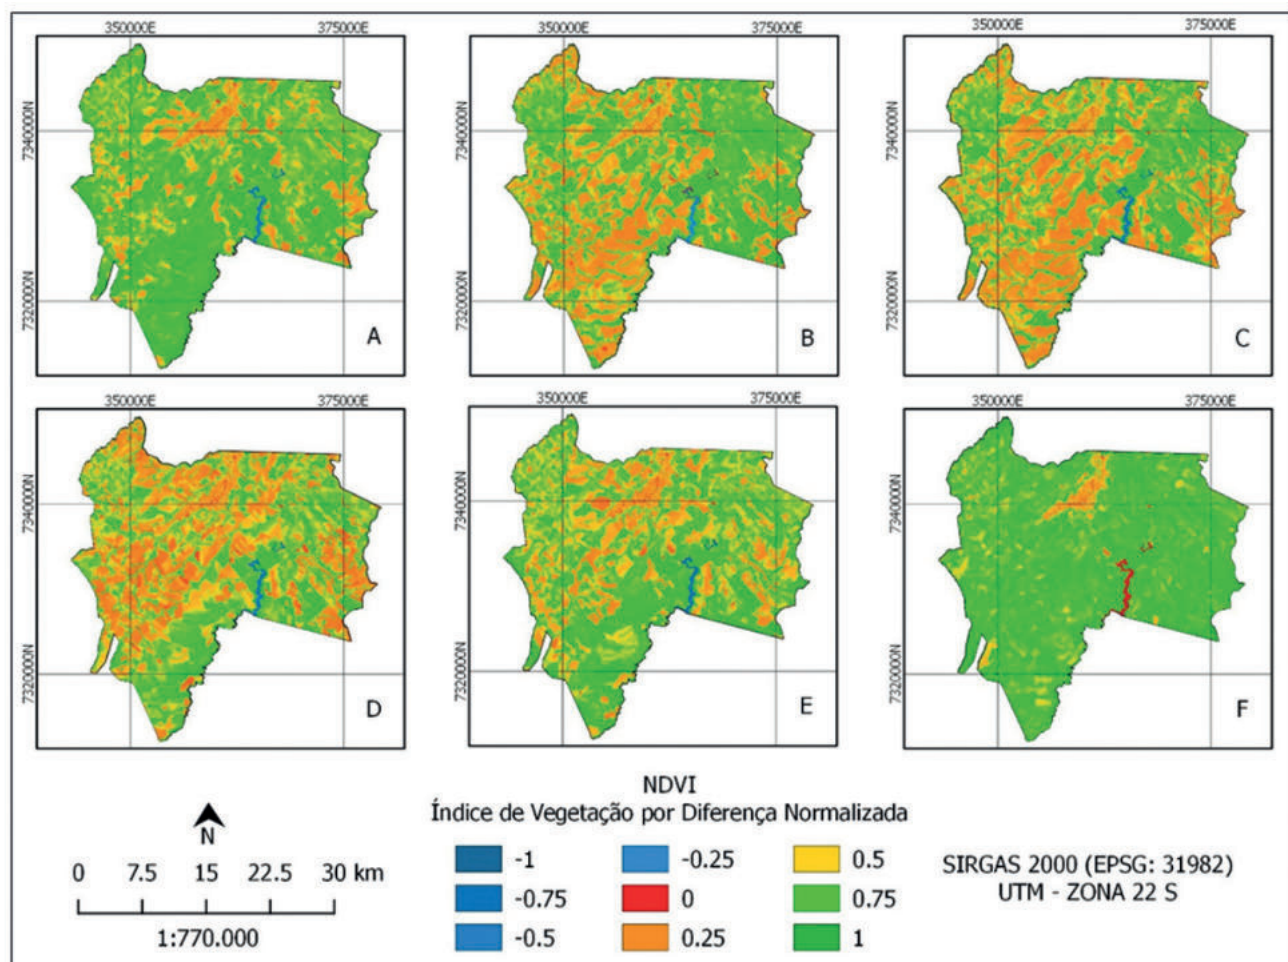 350000E 375000E 350000E 375000E 350000E 375000E
7340000N 7340000N 7340000N
7320000N 7320000N 7320000N
A B C
350000E 375000E 350000E 375000E 350000E 375000E
7340000N 7340000N 7340000N
7320000N 7320000N 7320000N
D E F
NDVI
Índice de Vegetação por Diferença Normalizada
N
0 7.5 15 22.5 30 km
1:770.000
-1 -0.25 0.5
-0.75 0 0.75
-0.5 0.25 1
SIRGAS 2000 (EPSG: 31982)
UTM - ZONA 22 S